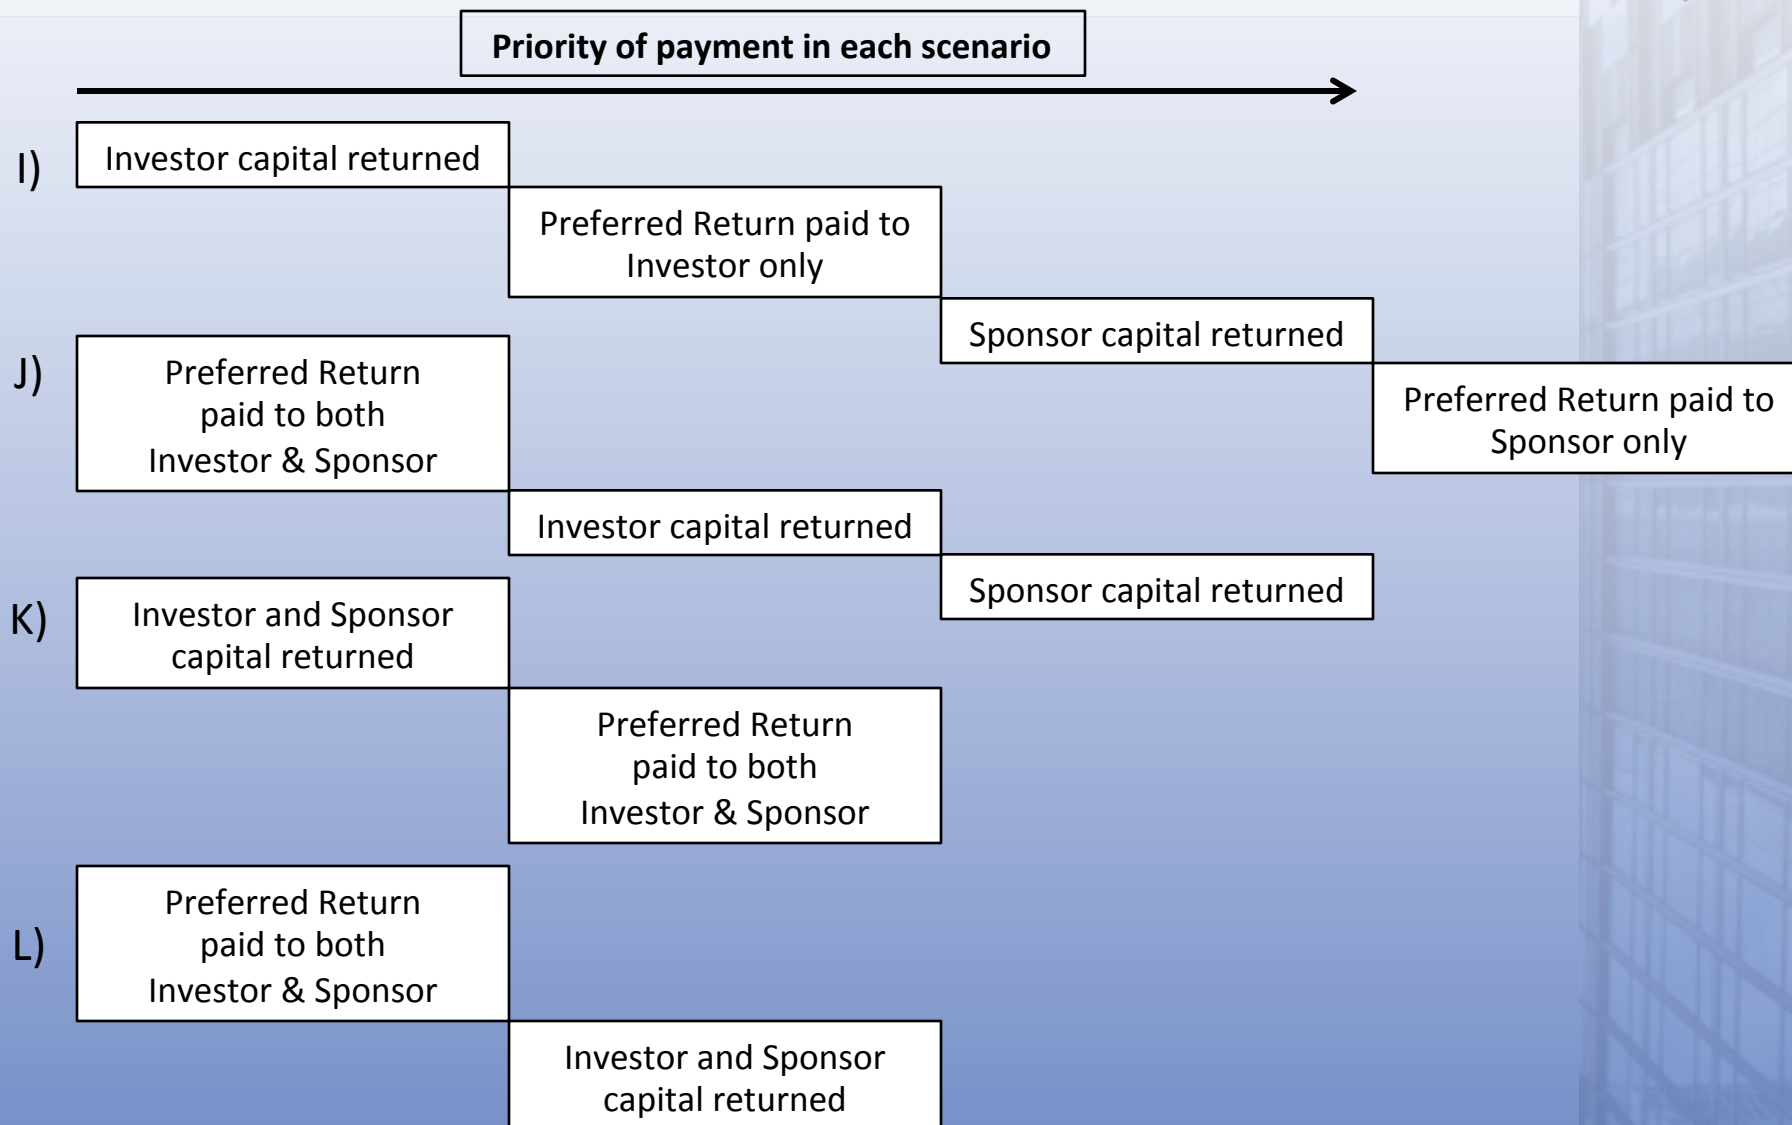 Priority of payment in each scenario
I)
Investor capital returned
Preferred Return paid to
Investor only
Sponsor capital returned
Preferred Return paid to
Sponsor only
J)
Preferred Return
paid to both
Investor & Sponsor
Investor capital returned
Sponsor capital returned
K)
Investor and Sponsor
capital returned
Preferred Return
paid to both
Investor & Sponsor
L)
Preferred Return
paid to both
Investor & Sponsor
Investor and Sponsor
capital returned